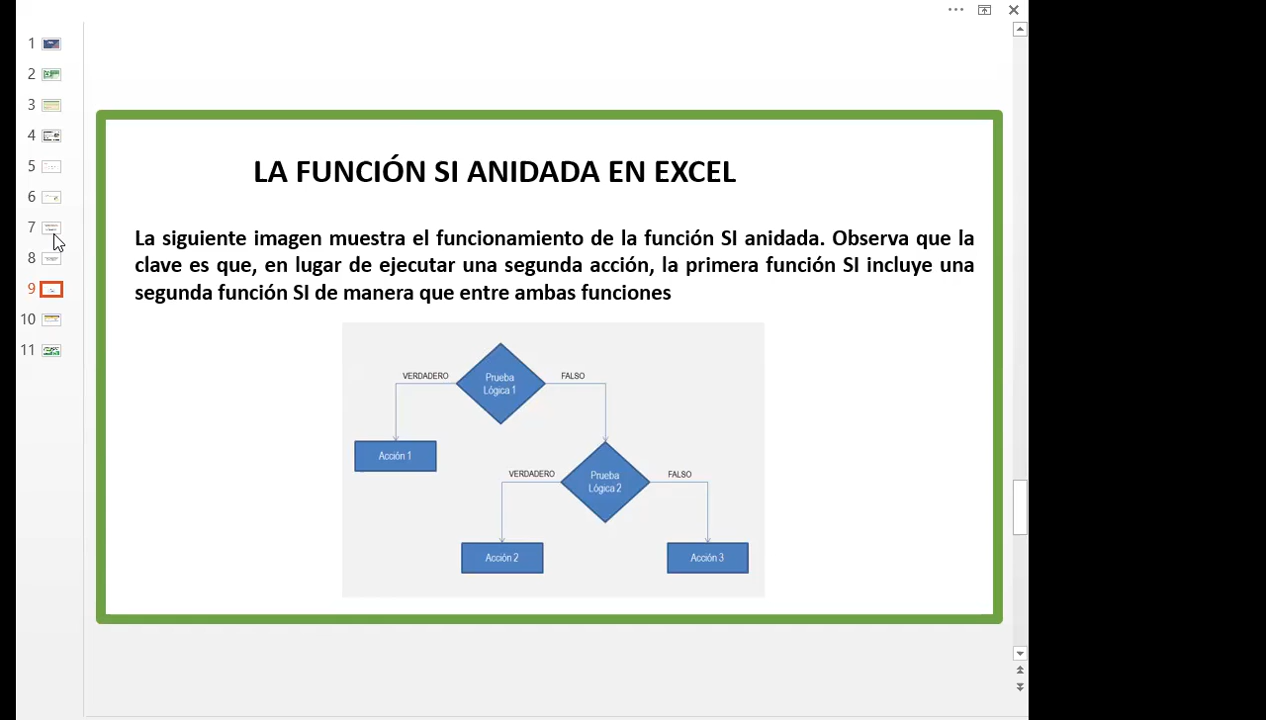 1
2
3
4
5
6
7
8
9
10
11
LA FUNCIÓN SI ANIDADA EN EXCEL
La siguiente imagen muestra el funcionamiento de la función SI anidada. Observa que la
clave es que, en lugar de ejecutar una segunda acción, la primera función SI incluye una
segunda función SI de manera que entre ambas funciones
VERDADERO
Prueba
Lógica 1
FALSO
Acción 1
VERDADERO
Prueba
Lógica 2
FALSO
Acción 2
Acción 3